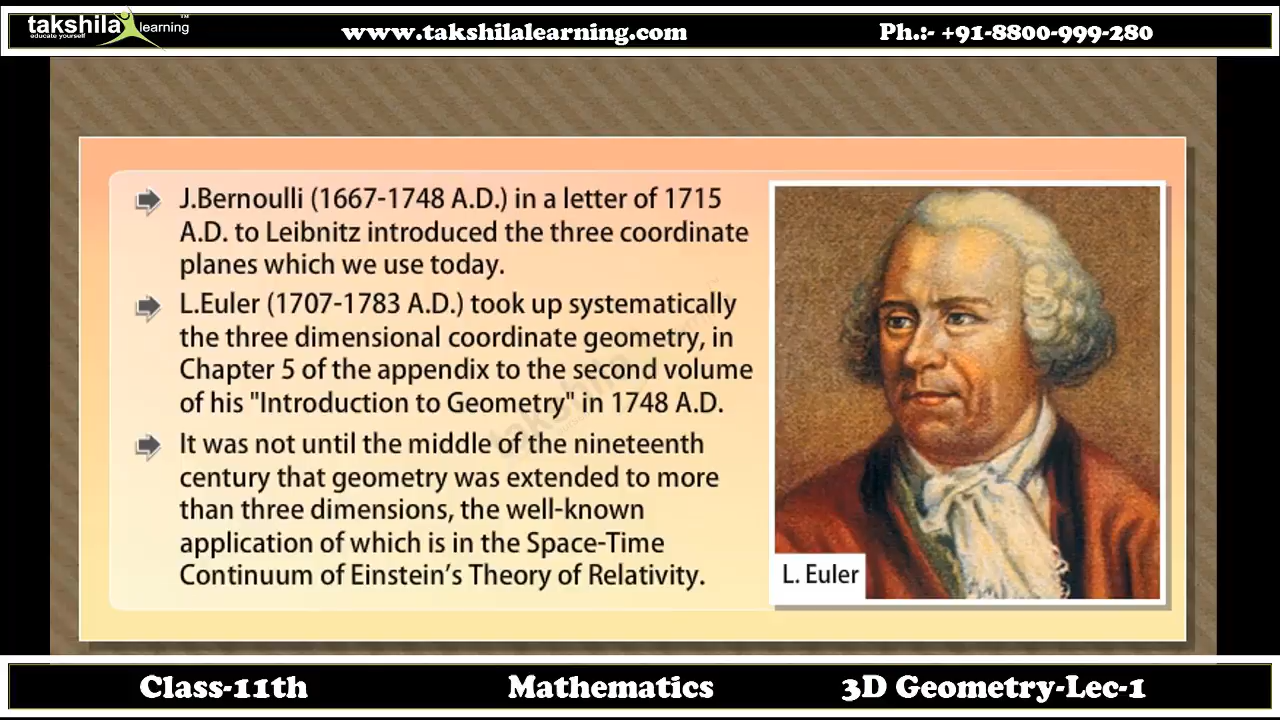 takshila learning ™
educate yourself
www.takshilalearning.com
Ph.:- +91-8800-999-280
J.Bernoulli (1667-1748 A.D.) in a letter of 1715
A.D. to Leibnitz introduced the three coordinate
planes which we use today.
L.Euler (1707-1783 A.D.) took up systematically
the three dimensional coordinate geometry, in
Chapter 5 of the appendix to the second volume
of his "Introduction to Geometry" in 1748 A.D.
It was not until the middle of the nineteenth
century that geometry was extended to more
than three dimensions, the well-known
application of which is in the Space-Time
Continuum of Einstein's Theory of Relativity.
L. Euler
takshila
Class-11th
Mathematics
3D Geometry-Lec-1